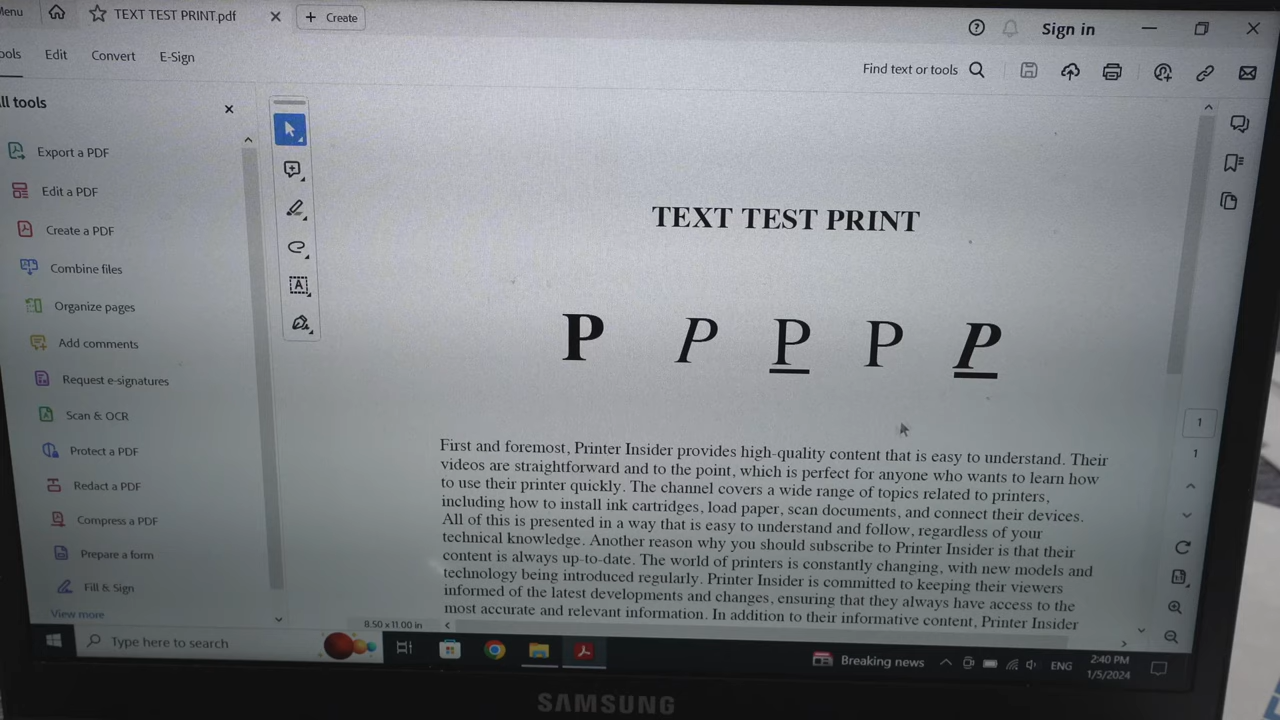 Menu TEXT TEST PRINT.pdf Create Sign in
Edit Convert E-Sign Find text or tools
All tools
Export a PDF
Edit a PDF
Create a PDF
Combine files
Organize pages
Add comments
Request e-signatures
Scan & OCR
Protect a PDF
Redact a PDF
Compress a PDF
Prepare a form
Fill & Sign
View more
TEXT TEST PRINT
P P P P P
First and foremost, Printer Insider provides high-quality content that is easy to understand. Their
videos are straightforward and to the point, which is perfect for anyone who wants to learn how
to use their printer quickly. The channel covers a wide range of topics related to printers,
including how to install ink cartridges, load paper, scan documents, and connect their devices.
All of this is presented in a way that is easy to understand and follow, regardless of your
technical knowledge. Another reason why you should subscribe to Printer Insider is that their
content is always up-to-date. The world of printers is constantly changing, with new models and
technology being introduced regularly. Printer Insider is committed to keeping their viewers
informed of the latest developments and changes, ensuring that they always have access to the
most accurate and relevant information. In addition to their informative content, Printer Insider
1
1
8.50 x 11.00 in
Type here to search Breaking news ENG 2:40 PM
1/5/2024
SAMSUNG